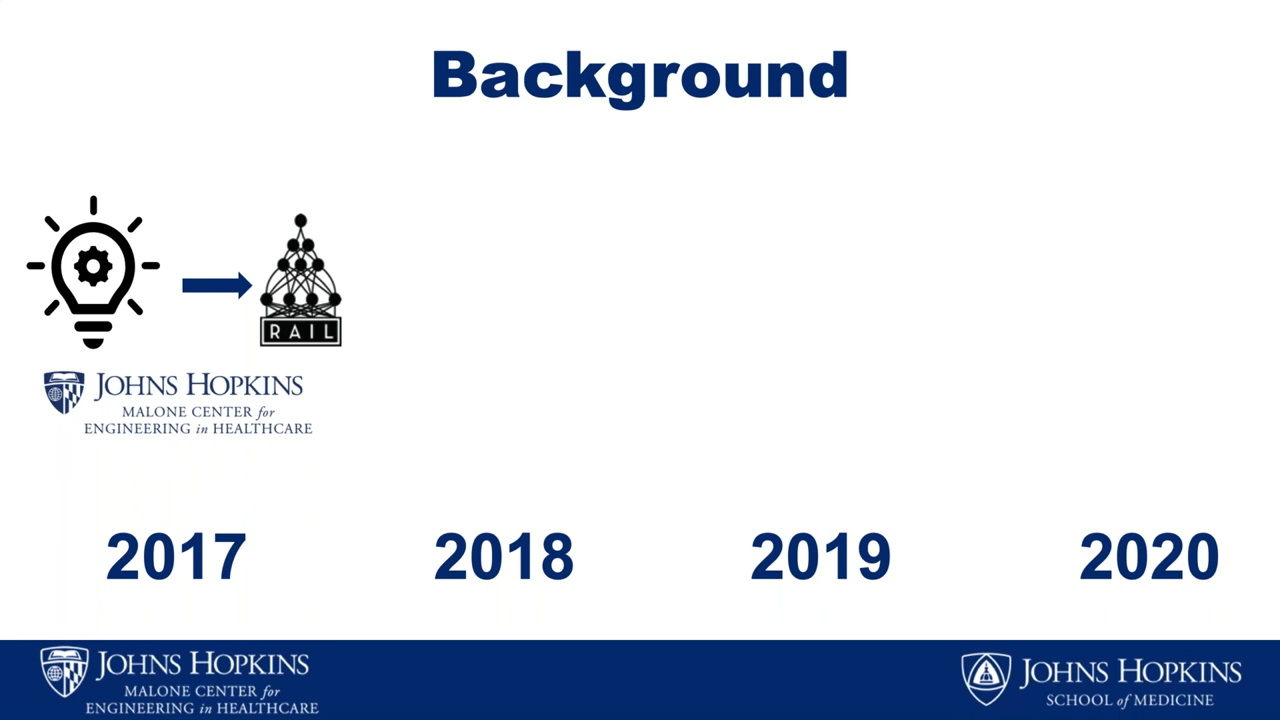 Background
RAIL
JOHNS HOPKINS
MALONE CENTER for
ENGINEERING in HEALTHCARE
2017 2018 2019 2020
JOHNS HOPKINS
MALONE CENTER for
ENGINEERING in HEALTHCARE
JOHNS HOPKINS
SCHOOL of MEDICINE